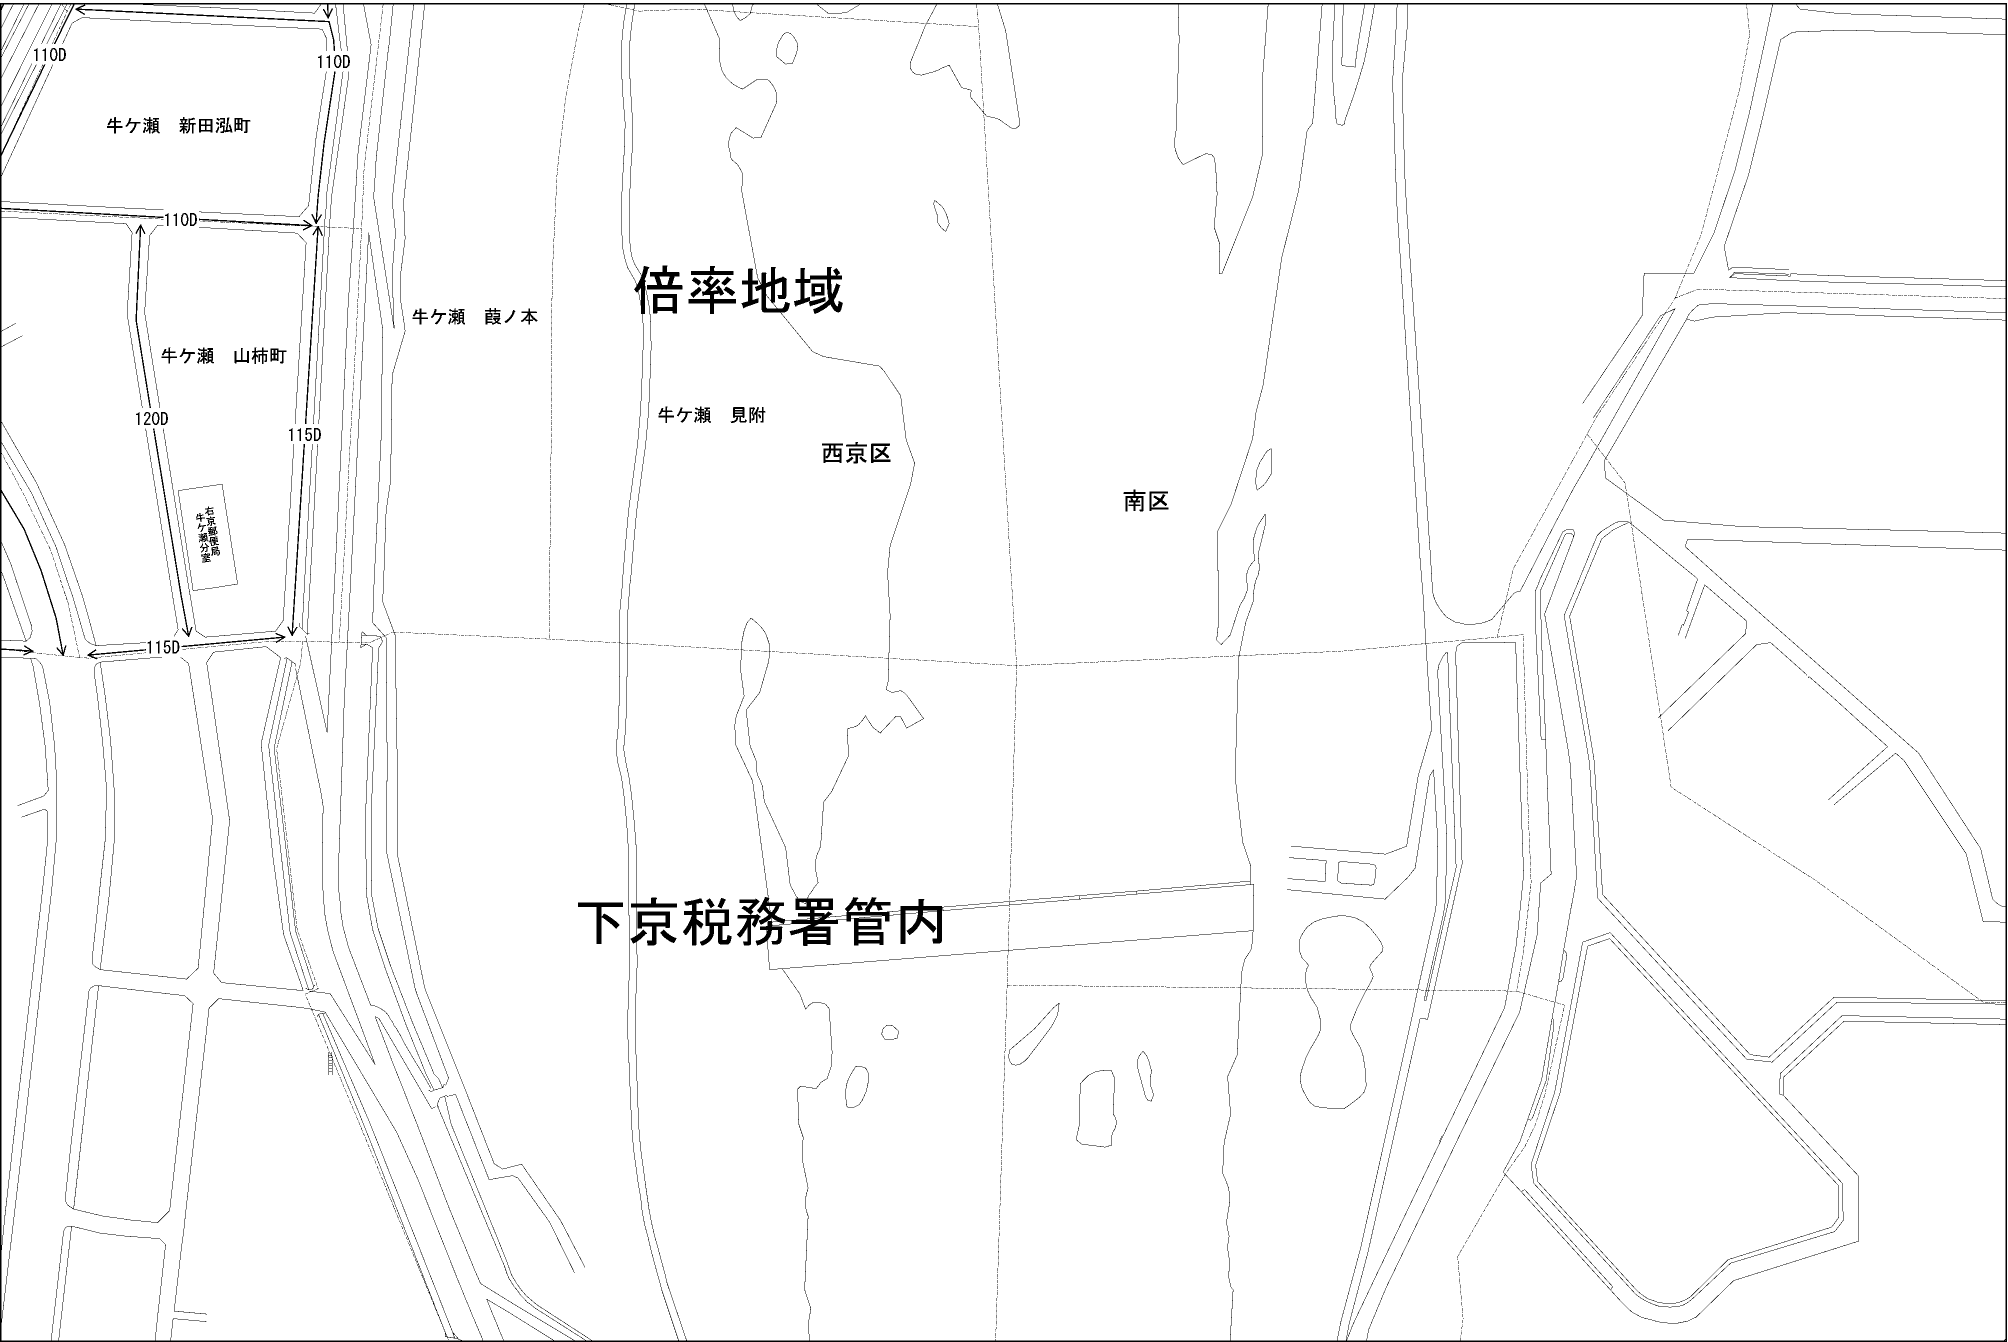 110D
110D
牛ケ瀬　新田泓町
110D
倍率地域
牛ケ瀬　葭ノ本
牛ケ瀬　山柿町
120D
115D
牛ケ瀬　見附
西京区
南区
右京郵便局
牛ケ瀬分室
115D
下京税務署管内